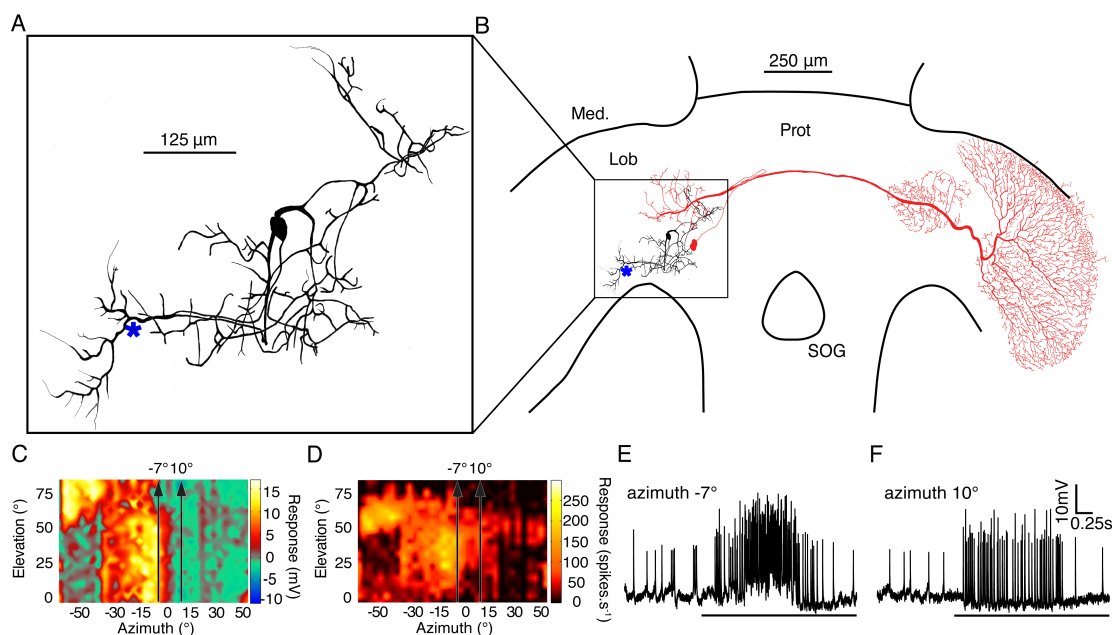 A
B
125 µm
250 µm
Med.
Prot
Lob
*
*
SOG
C
-7°10°
Elevation (°)
75
50
25
0
-50 -30 -15 0 10 30 50
Azimuth (°)
15
10
5
0
-5
-10
Response (mV)
D
-7°10°
Elevation (°)
75
50
25
0
-50 -30 -15 0 10 30 50
Azimuth (°)
250
200
150
100
50
0
Response (spikes.s⁻¹)
E
azimuth -7°
F
azimuth 10°
10mV
0.25s